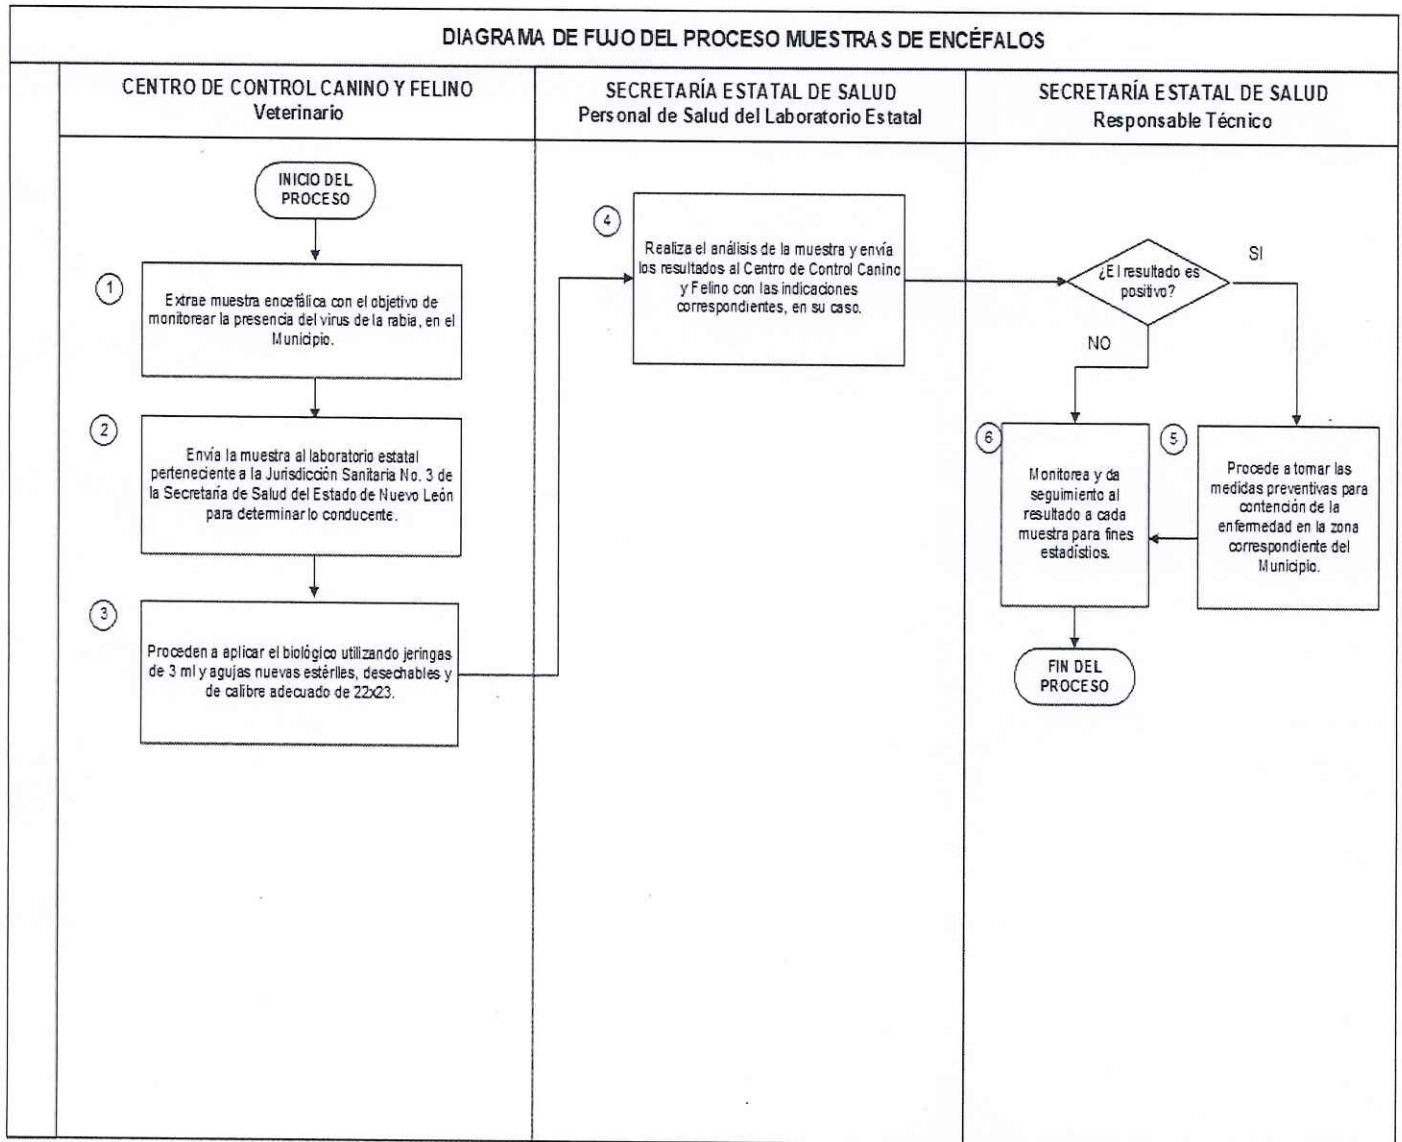 DIAGRAMA DE FUJO DEL PROCESO MUESTRAS DE ENCÉFALOS
CENTRO DE CONTROL CANINO Y FELINO
Veterinario
SECRETARÍA ESTATAL DE SALUD
Personal de Salud del Laboratorio Estatal
SECRETARÍA ESTATAL DE SALUD
Responsable Técnico
INICIO DEL
PROCESO
1
Extrae muestra encefálica con el objetivo de
monitorear la presencia del virus de la rabia, en el
Municipio.
2
Envía la muestra al laboratorio estatal
perteneciente a la Jurisdicción Sanitaria No. 3 de
la Secretaría de Salud del Estado de Nuevo León
para determinar lo conducente.
3
Proceden a aplicar el biológico utilizando jeringas
de 3 ml y agujas nuevas estériles, desechables y
de calibre adecuado de 22x23.
4
Realiza el análisis de la muestra y envía
los resultados al Centro de Control Canino
y Felino con las indicaciones
correspondientes, en su caso.
¿El resultado es
positivo?
SI
NO
6
Monitorea y da
seguimiento al
resultado a cada
muestra para fines
estadístios.
5
Procede a tomar las
medidas preventivas para
contención de la
enfermedad en la zona
correspondiente del
Municipio.
FIN DEL
PROCESO